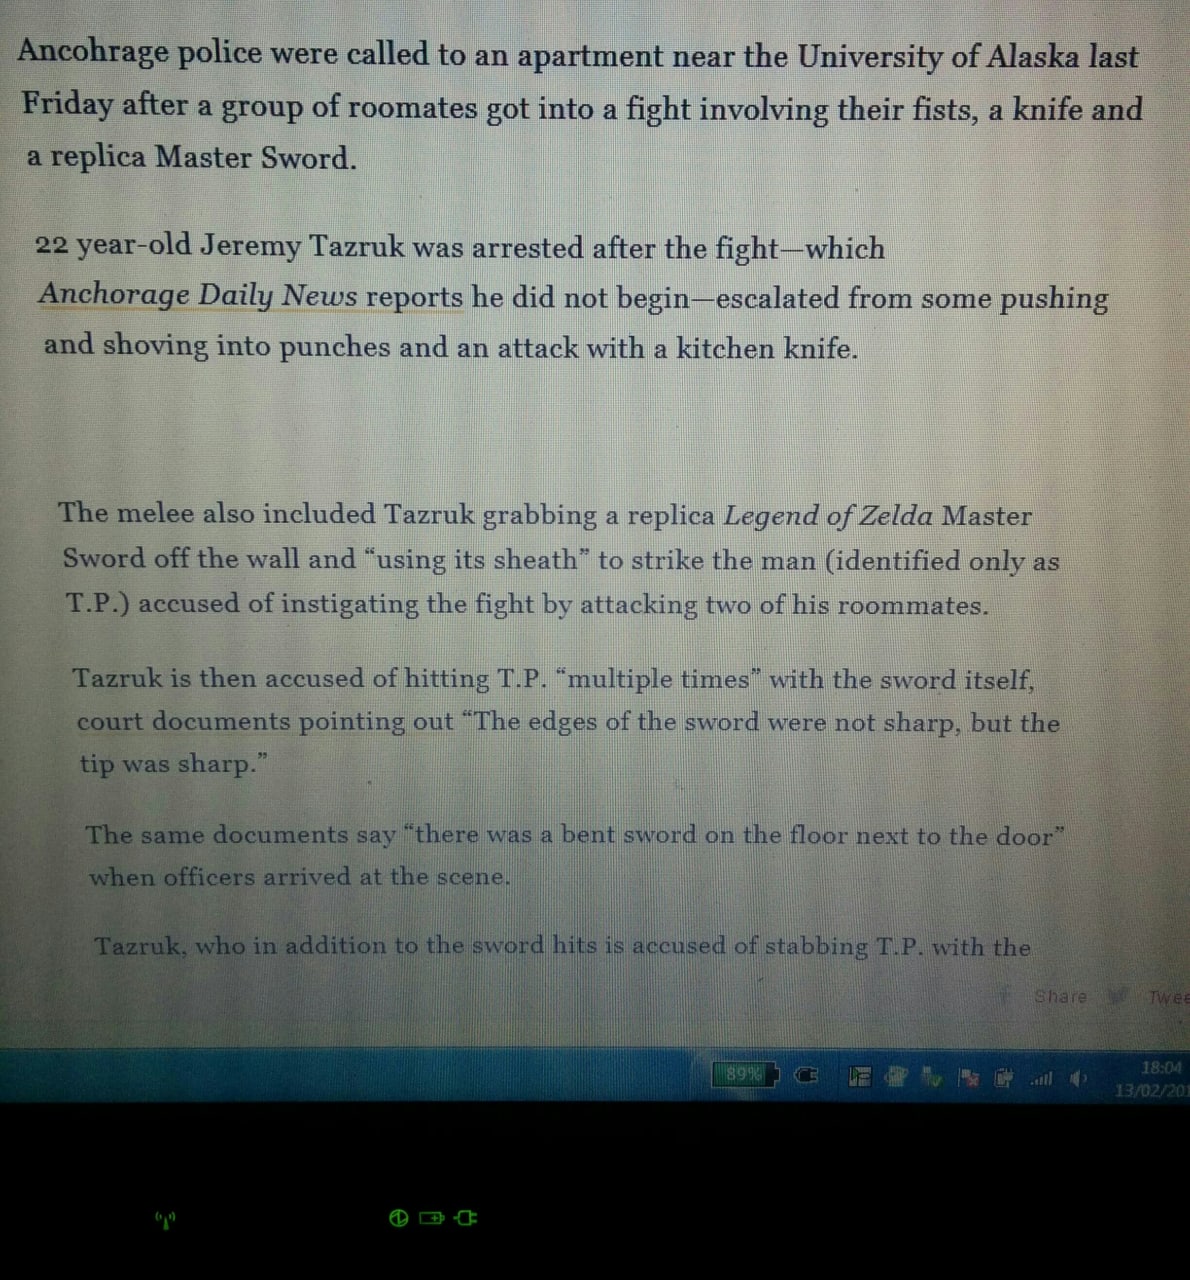 Ancohrage police were called to an apartment near the University of Alaska last
Friday after a group of roomates got into a fight involving their fists, a knife and
a replica Master Sword.
22 year-old Jeremy Tazruk was arrested after the fight—which
Anchorage Daily News reports he did not begin—escalated from some pushing
and shoving into punches and an attack with a kitchen knife.
The melee also included Tazruk grabbing a replica Legend of Zelda Master
Sword off the wall and “using its sheath” to strike the man (identified only as
T.P.) accused of instigating the fight by attacking two of his roommates.
Tazruk is then accused of hitting T.P. “multiple times” with the sword itself,
court documents pointing out “The edges of the sword were not sharp, but the
tip was sharp.”
The same documents say “there was a bent sword on the floor next to the door”
when officers arrived at the scene.
Tazruk, who in addition to the sword hits is accused of stabbing T.P. with the
Share Twee
89%
18:04
13/02/201